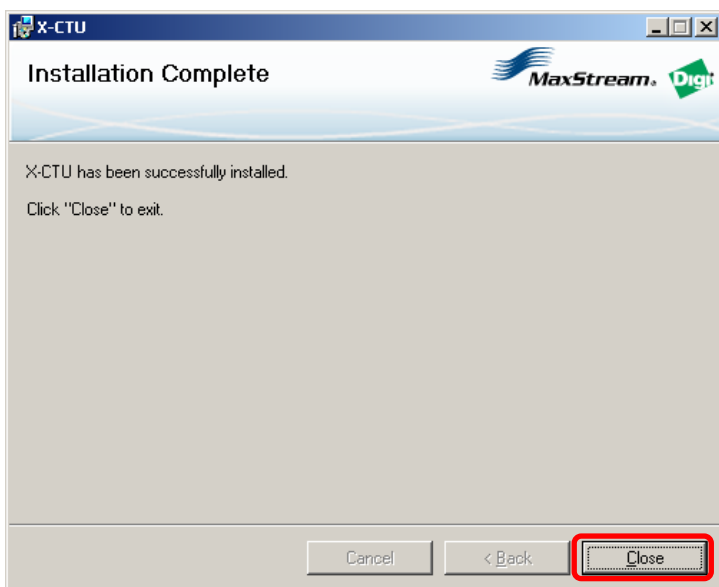 X-CTU
Installation Complete
MaxStream. Digi
X-CTU has been successfully installed.
Click "Close" to exit.
Cancel
< Back
Close